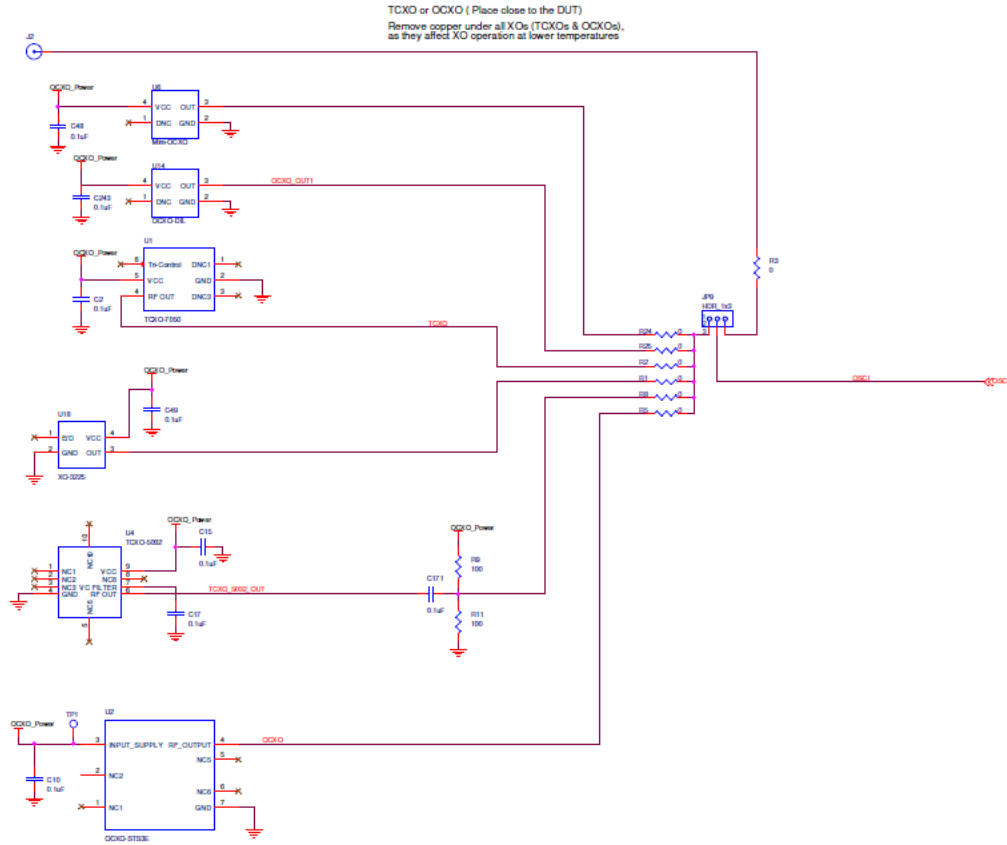 TCXO or OCXO ( Place close to the DUT)
Remove copper under all XOs (TCXOs & OCXOs),
as they affect XO operation at lower temperatures
J2
OCXO_Power
U6
4 VCC OUT 3
1 DNC GND 2
Mini-OCXO
C48
0.1uF
OCXO_Power
U14
4 VCC OUT 3
1 DNC GND 2
OCXO-DIL
OCXO_OUT1
C243
0.1uF
OCXO_Power
U1
6 Tri-Control DNC1 1
5 VCC GND 2
4 RF OUT DNC3 3
TCXO-7050
C2
0.1uF
TCXO
R3
0
JP9
HDR_1x3
3
R24 0
R25 0
R2 0
R1 0
R8 0
R5 0
OSCI
OSC
OCXO_Power
C49
0.1uF
U18
1 E/D VCC 4
2 GND OUT 3
XO-3225
OCXO_Power
U4
TCXO-5032
C15
0.1uF
10
NC10
1 NC1 VCC 9
2 NC2 NC8 8
3 NC3 VC FILTER 7
4 GND RF OUT 6
NC5
5
TCXO_5032_OUT
C17
0.1uF
C171
0.1uF
OCXO_Power
R9
100
R11
100
OCXO_Power
TP1
U2
3 INPUT_SUPPLY RF_OUTPUT 4
NC5 5
2 NC2
NC6 6
1 NC1 GND 7
OCXO-STS3E
C10
0.1uF
OCXO